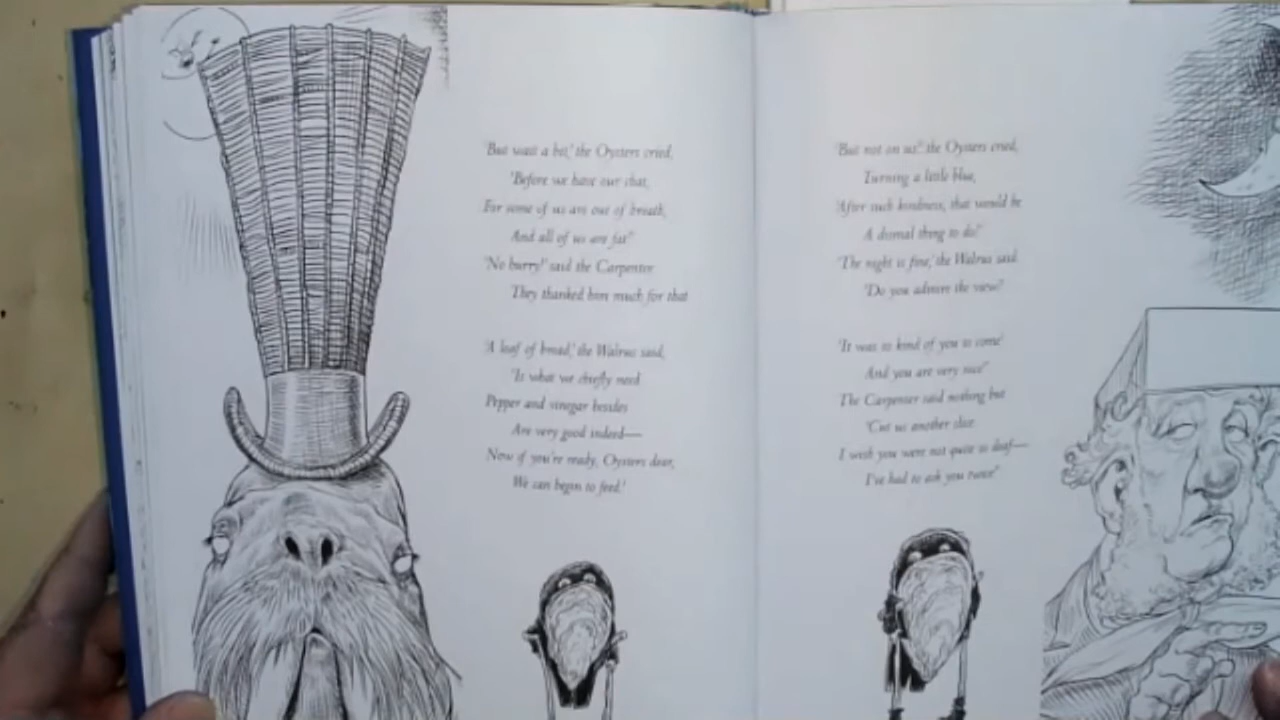 'But wait a bit,' the Oysters cried,
'Before we have our chat;
For some of us are out of breath,
And all of us are fat!'
'No hurry!' said the Carpenter.
They thanked him much for that.
'A loaf of bread,' the Walrus said,
'Is what we chiefly need:
Pepper and vinegar besides
Are very good indeed—
Now if you're ready, Oysters dear,
We can begin to feed.'
'But not on us!' the Oysters cried,
Turning a little blue,
'After such kindness, that would be
A dismal thing to do!'
'The night is fine,' the Walrus said.
'Do you admire the view?
'It was so kind of you to come!
And you are very nice!'
The Carpenter said nothing but
'Cut us another slice:
I wish you were not quite so deaf—
I've had to ask you twice!'